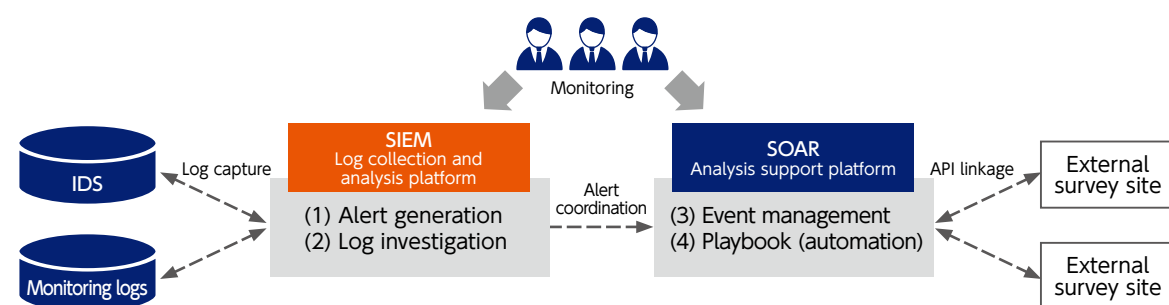 Monitoring
SIEM
Log collection and
analysis platform
SOAR
Analysis support platform
IDS
Log capture
Monitoring logs
(1) Alert generation
(2) Log investigation
Alert
coordination
(3) Event management
(4) Playbook (automation)
API linkage
External
survey site
External
survey site